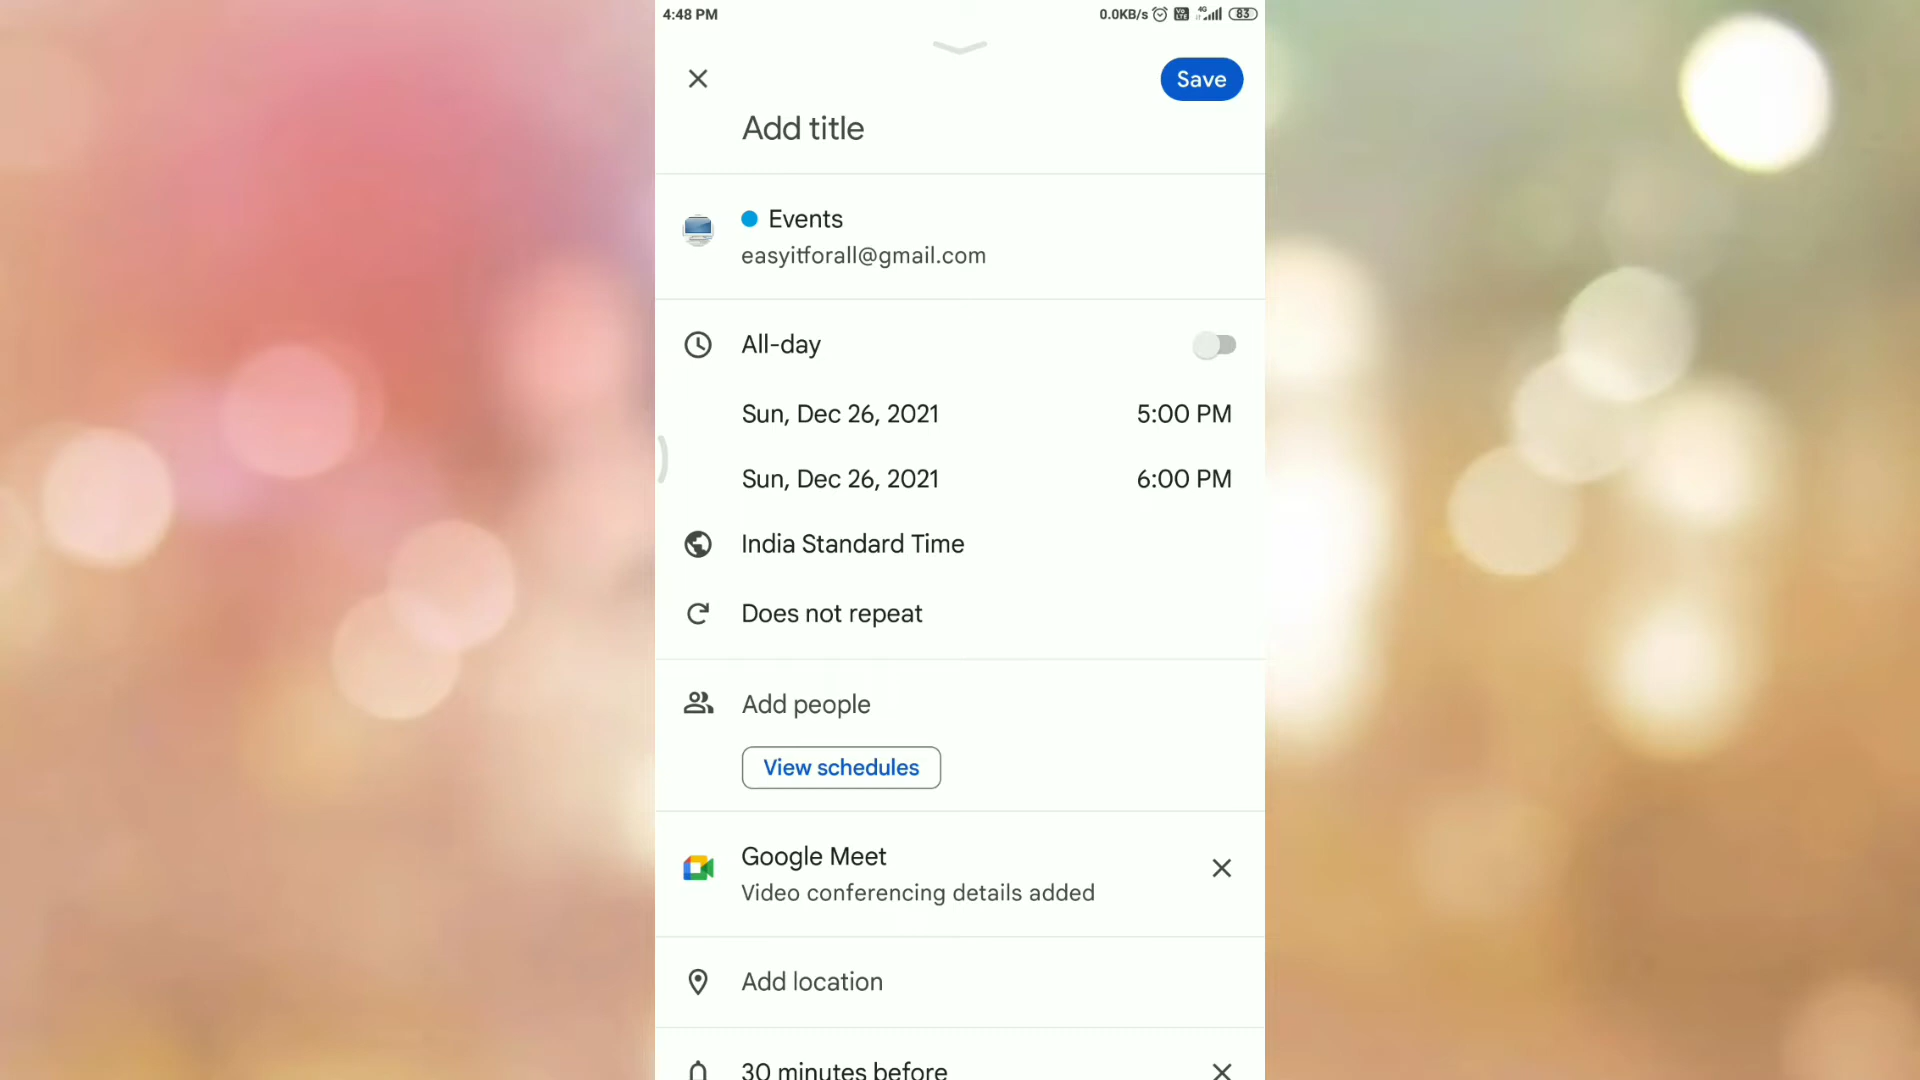 4:48 PM
0.0KB/s 4G 83
Save
Add title
Events
easyitforall@gmail.com
All-day
Sun, Dec 26, 2021 5:00 PM
Sun, Dec 26, 2021 6:00 PM
India Standard Time
Does not repeat
Add people
View schedules
Google Meet
Video conferencing details added
Add location
30 minutes before